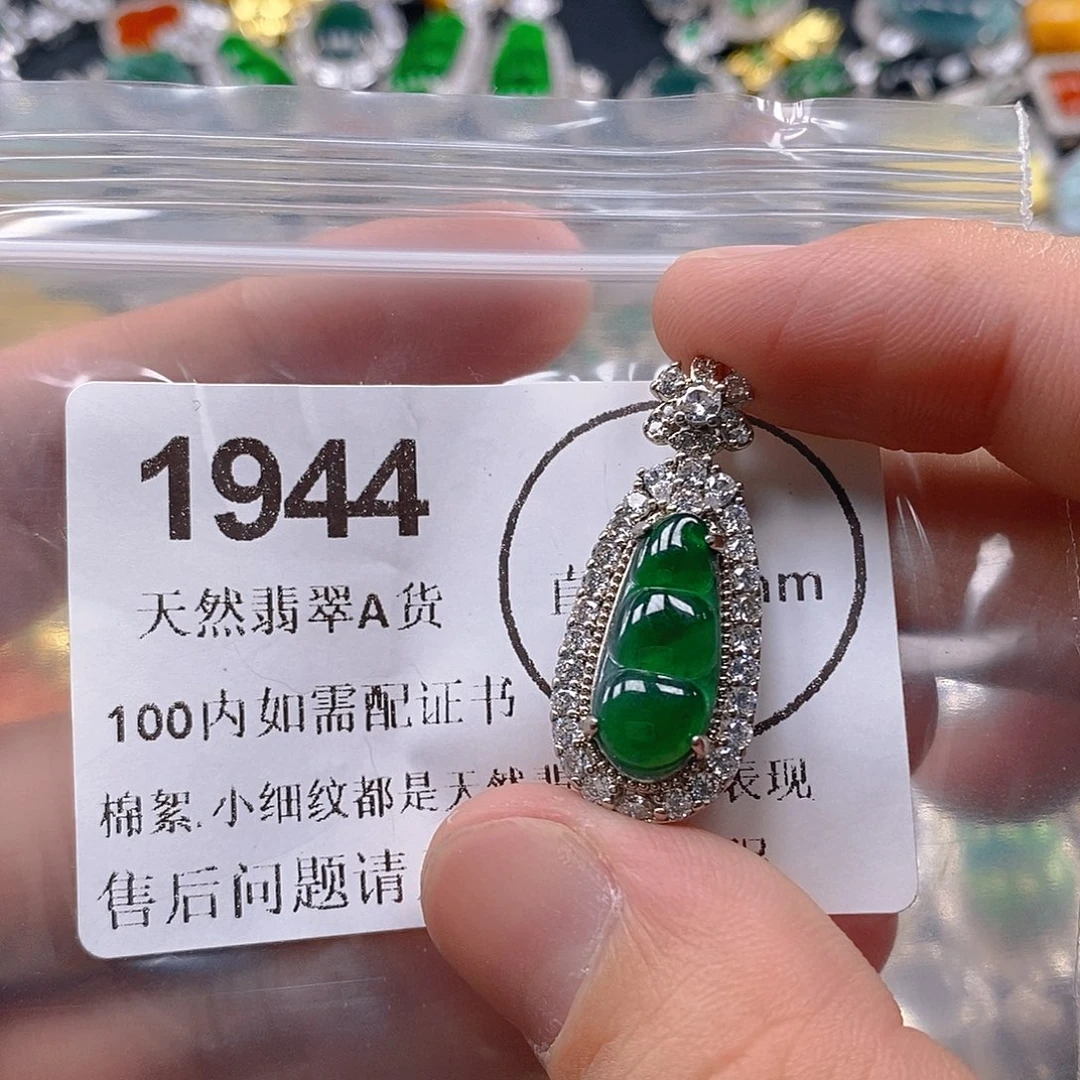 1944
天然翡翠A货
mm
100内如需配证书
棉絮.小细纹都是天然 表现
售后问题请